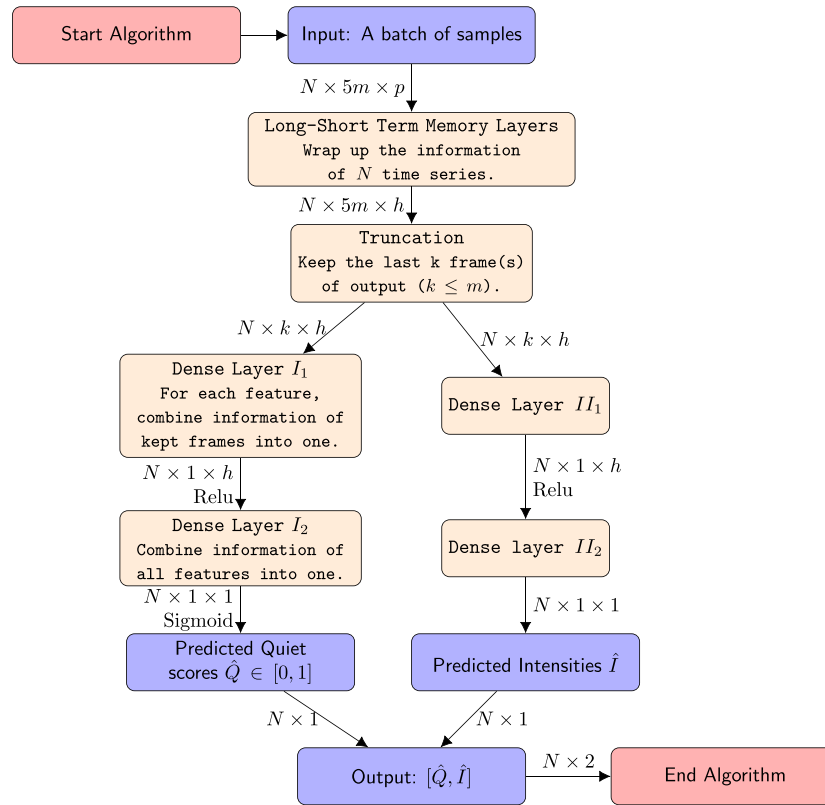 Start Algorithm
Input: A batch of samples
N × 5m × p
Long-Short Term Memory Layers
Wrap up the information
of N time series.
N × 5m × h
Truncation
Keep the last k frame(s)
of output (k ≤ m).
N × k × h
N × k × h
Dense Layer I₁
For each feature,
combine information of
kept frames into one.
Dense Layer II₁
N × 1 × h
Relu
N × 1 × h
Relu
Dense Layer I₂
Combine information of
all features into one.
Dense layer II₂
N × 1 × 1
Sigmoid
N × 1 × 1
Predicted Quiet
scores Q̂ ∈ [0, 1]
Predicted Intensities Î
N × 1
N × 1
Output: [Q̂, Î]
N × 2
End Algorithm